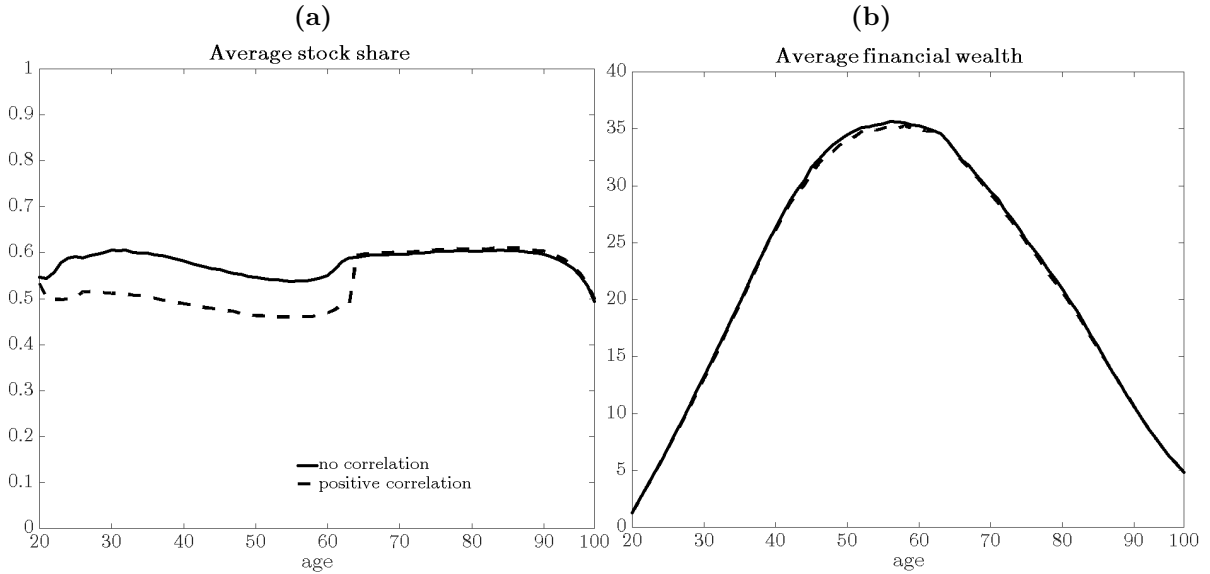 (a)
Average stock share
1
0.9
0.8
0.7
0.6
0.5
0.4
0.3
0.2
0.1
0
no correlation
positive correlation
20 30 40 50 60 70 80 90 100
age
(b)
Average financial wealth
40
35
30
25
20
15
10
5
0
20 30 40 50 60 70 80 90 100
age